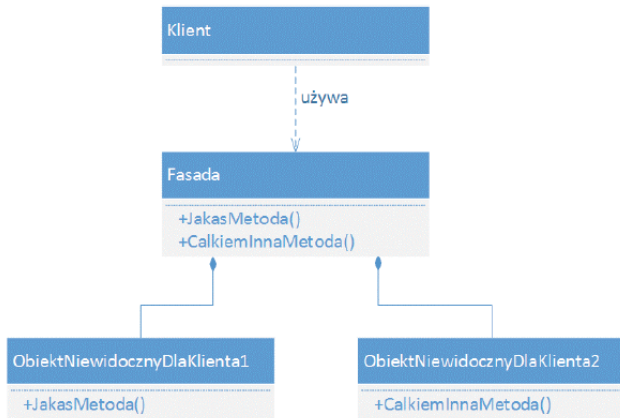 Klient
używa
Fasada
+JakasMetoda()
+CalkiemInnaMetoda()
ObiektNiewidocznyDlaKlienta1
+JakasMetoda()
ObiektNiewidocznyDlaKlienta2
+CalkiemInnaMetoda()